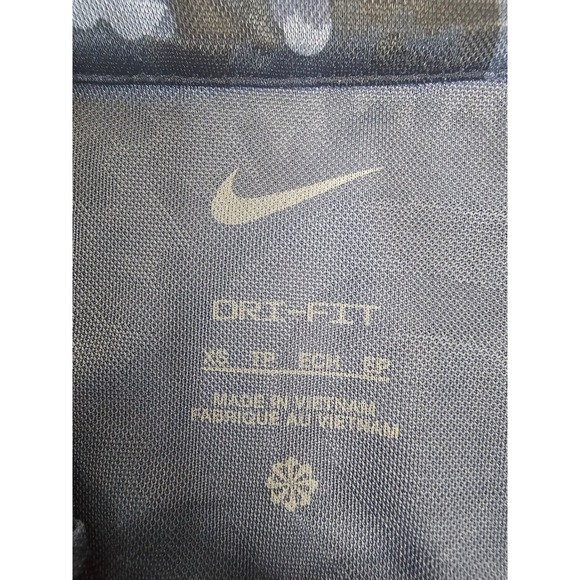 DRI-FIT
XS TP ECH EP
MADE IN VIETNAM
FABRIQUE AU VIETNAM